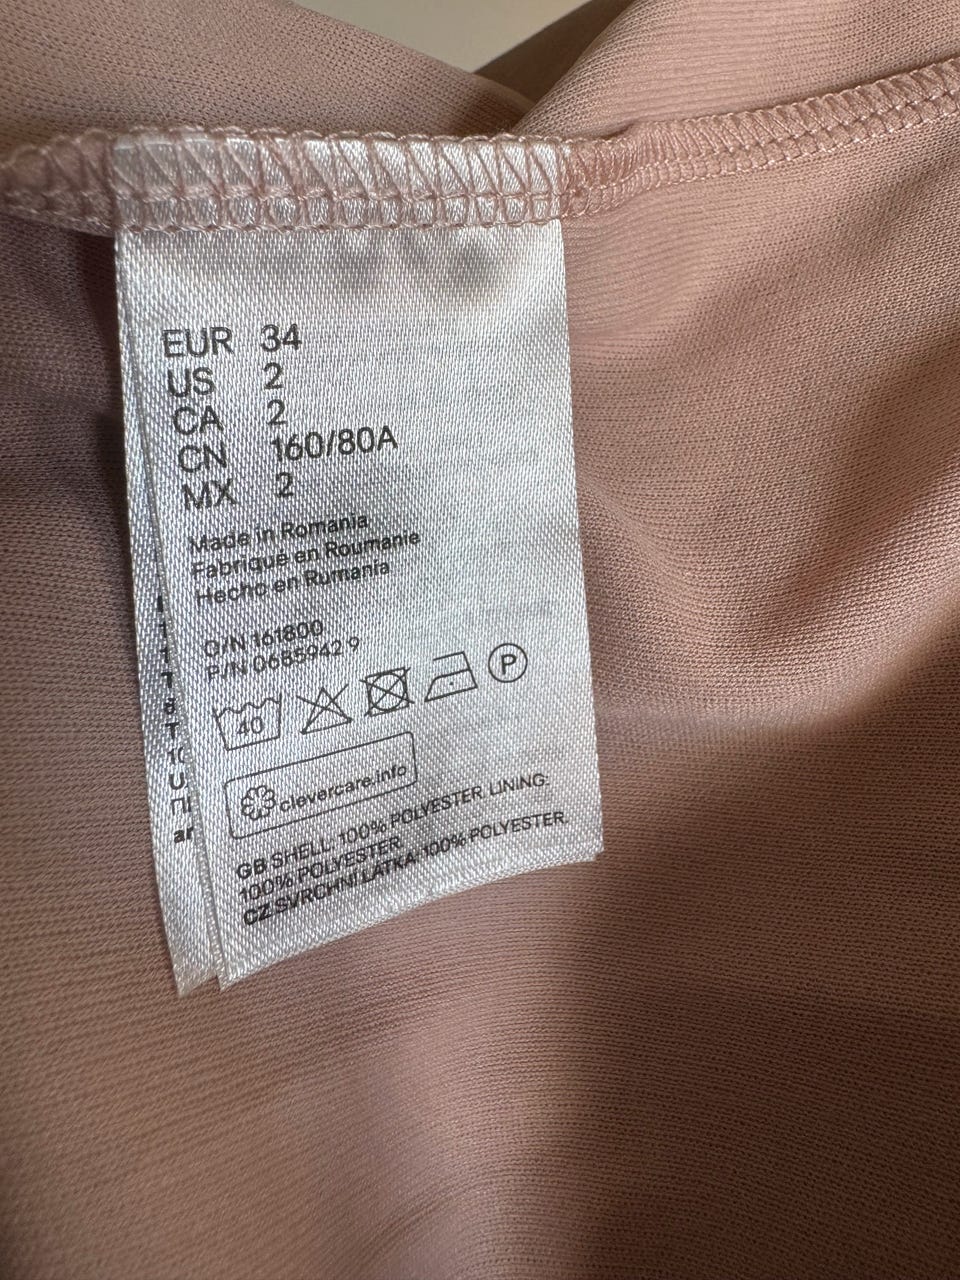 EUR 34
US 2
CA 2
CN 160/80A
MX 2
Made in Romania
Fabriqué en Roumanie
Hecho en Rumania
O/N 161800
P/N 0685942 9
40
P
clevercare.info
GB SHELL: 100% POLYESTER LINING:
100% POLYESTER
CZ SVRCHNÍ LÁTKA: 100% POLYESTER.